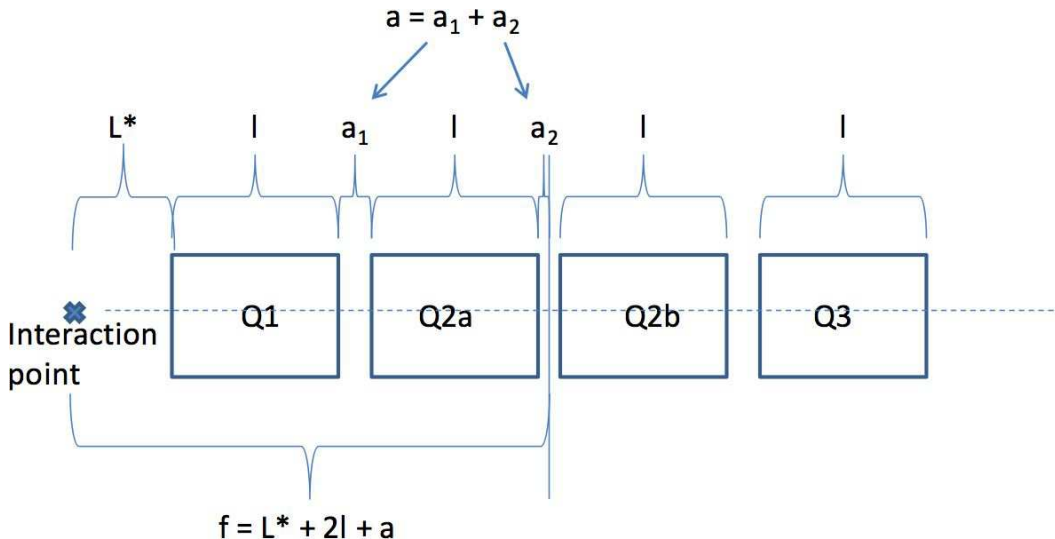 a = a₁ + a₂
L* l a₁ l a₂ l l
Q1 Q2a Q2b Q3
Interaction
point
f = L* + 2l + a